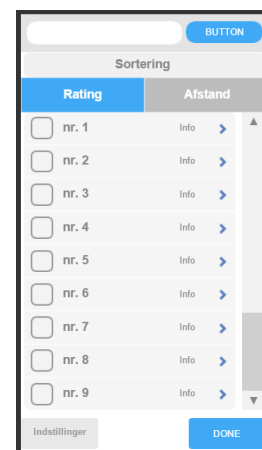 BUTTON
Sortering
Rating Afstand
nr. 1 Info
nr. 2 Info
nr. 3 Info
nr. 4 Info
nr. 5 Info
nr. 6 Info
nr. 7 Info
nr. 8 Info
nr. 9 Info
Indstillinger DONE